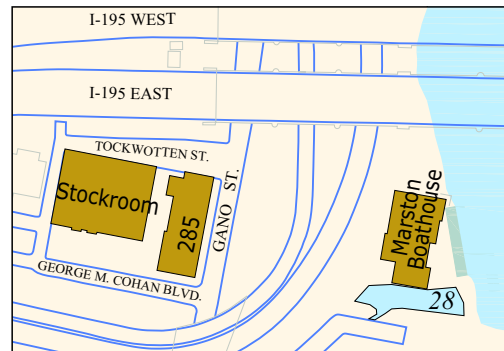 I-195 WEST
I-195 EAST
TOCKWOTTEN ST.
Stockroom
285
GANO ST.
Marston
Boathouse
GEORGE M. COHAN BLVD.
28